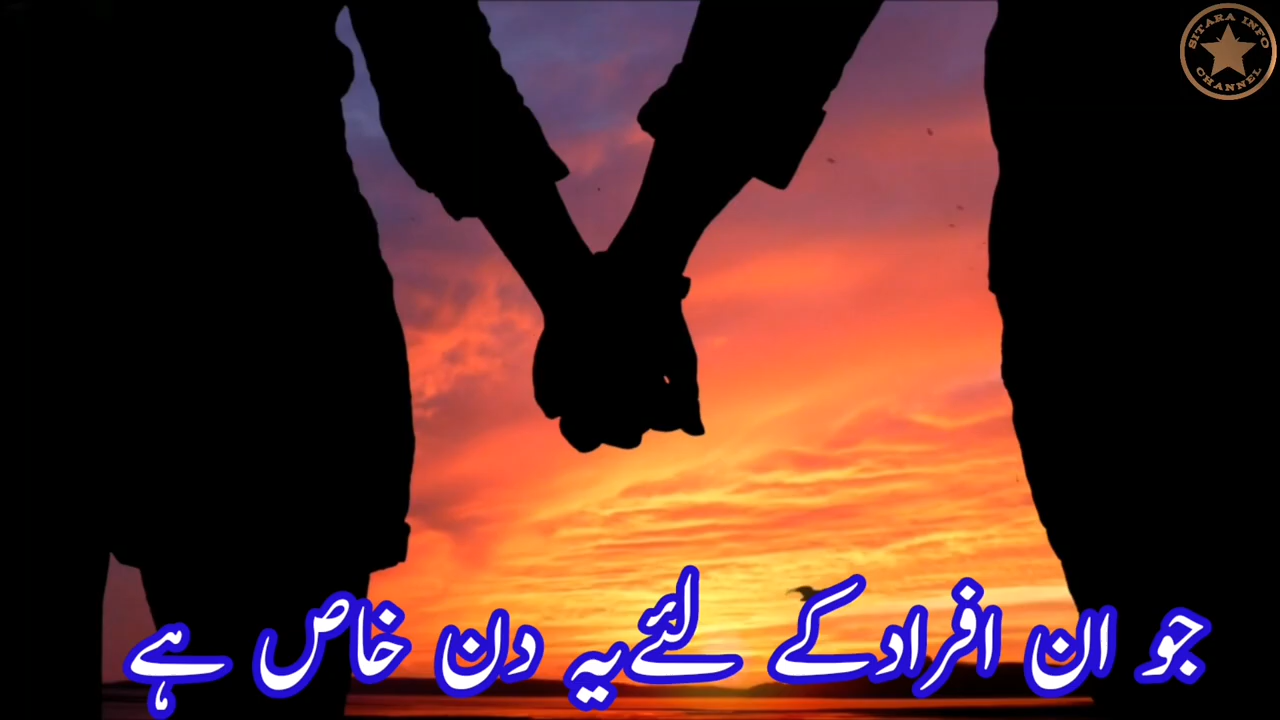 SITARA INFO
CHANNEL
جو ان افراد کے لئے یہ دن خاص ہے